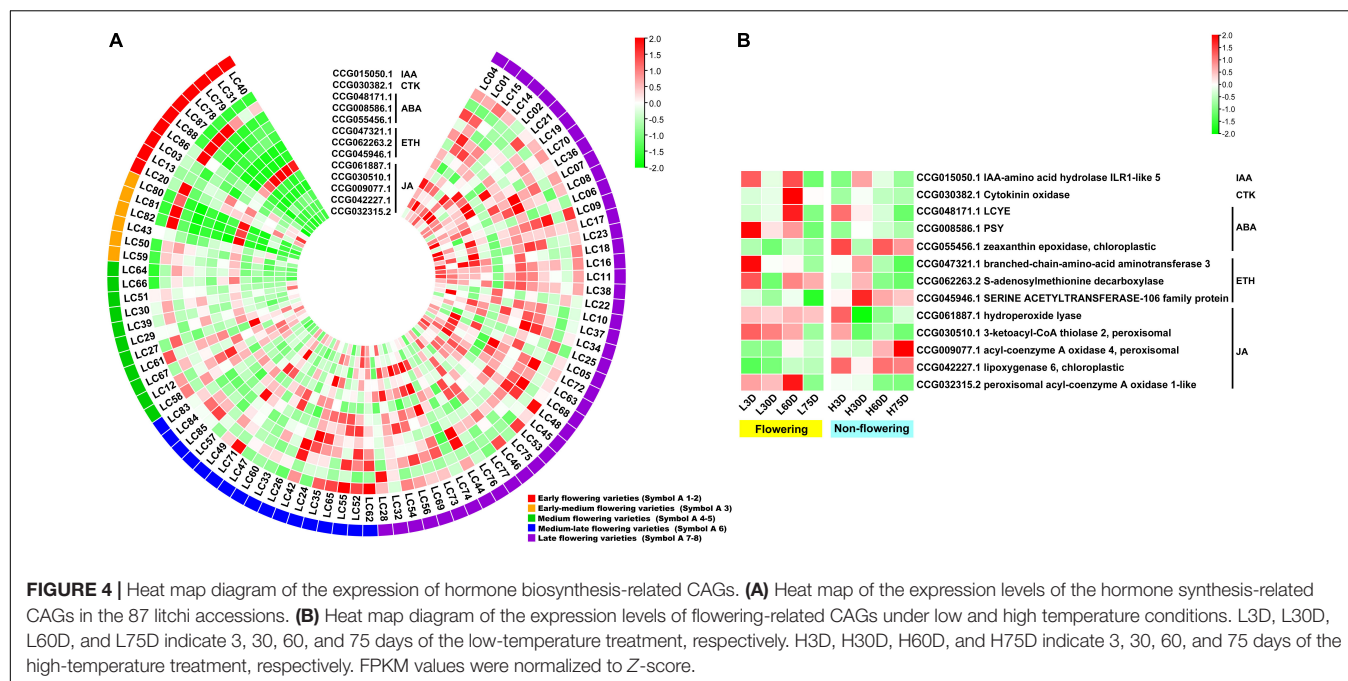 A
CCG015050.1 IAA
CCG030382.1 CTK
CCG048171.1
CCG008586.1 ABA
CCG055456.1
CCG047321.1
CCG062263.2 ETH
CCG045946.1
CCG061887.1
CCG030510.1
CCG009077.1 JA
CCG042227.1
CCG032315.2
2.0
1.5
1.0
0.5
0.0
-0.5
-1.0
-1.5
-2.0
LC40
LC31
LC79
LC78
LC87
LC88
LC86
LC03
LC13
LC20
LC80
LC81
LC82
LC43
LC50
LC59
LC64
LC66
LC51
LC30
LC39
LC29
LC27
LC61
LC67
LC12
LC58
LC83
LC84
LC85
LC57
LC49
LC71
LC47
LC60
LC33
LC26
LC42
LC24
LC35
LC65
LC55
LC52
LC62
LC28
LC32
LC54
LC56
LC69
LC73
LC74
LC44
LC76
LC77
LC46
LC75
LC53
LC45
LC48
LC68
LC63
LC72
LC05
LC25
LC34
LC37
LC10
LC22
LC38
LC11
LC16
LC18
LC23
LC17
LC09
LC06
LC08
LC07
LC36
LC70
LC19
LC21
LC02
LC14
LC15
LC01
LC04
Early flowering varieties (Symbol A 1-2)
Early-medium flowering varieties (Symbol A 3)
Medium flowering varieties (Symbol A 4-5)
Medium-late flowering varieties (Symbol A 6)
Late flowering varieties (Symbol A 7-8)
B
2.0
1.5
1.0
0.5
0.0
-0.5
-1.0
-1.5
2.0
CCG015050.1 IAA-amino acid hydrolase ILR1-like 5 IAA
CCG030382.1 Cytokinin oxidase CTK
CCG048171.1 LCYE
CCG008586.1 PSY ABA
CCG055456.1 zeaxanthin epoxidase, chloroplastic
CCG047321.1 branched-chain-amino-acid aminotransferase 3
CCG062263.2 S-adenosylmethionine decarboxylase ETH
CCG045946.1 SERINE ACETYLTRANSFERASE-106 family protein
CCG061887.1 hydroperoxide lyase
CCG030510.1 3-ketoacyl-CoA thiolase 2, peroxisomal
CCG009077.1 acyl-coenzyme A oxidase 4, peroxisomal JA
CCG042227.1 lipoxygenase 6, chloroplastic
CCG032315.2 peroxisomal acyl-coenzyme A oxidase 1-like
L3D L30D L60D L75D H3D H30D H60D H75D
Flowering Non-flowering
FIGURE 4 | Heat map diagram of the expression of hormone biosynthesis-related CAGs. (A) Heat map of the expression levels of the hormone synthesis-related
CAGs in the 87 litchi accessions. (B) Heat map diagram of the expression levels of flowering-related CAGs under low and high temperature conditions. L3D, L30D,
L60D, and L75D indicate 3, 30, 60, and 75 days of the low-temperature treatment, respectively. H3D, H30D, H60D, and H75D indicate 3, 30, 60, and 75 days of the
high-temperature treatment, respectively. FPKM values were normalized to Z-score.